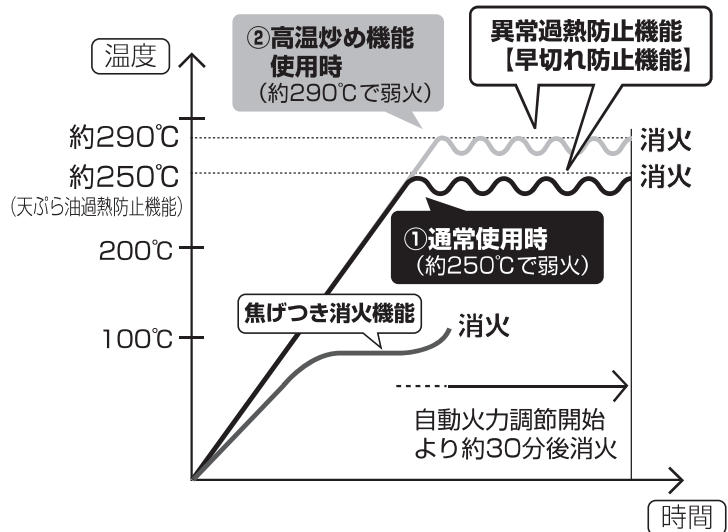 温度
②高温炒め機能
使用時
（約290℃で弱火）
異常過熱防止機能
【早切れ防止機能】
約290℃
消火
約250℃
（天ぷら油過熱防止機能）
消火
①通常使用時
（約250℃で弱火）
200℃
焦げつき消火機能
消火
100℃
自動火力調節開始
より約30分後消火
時間